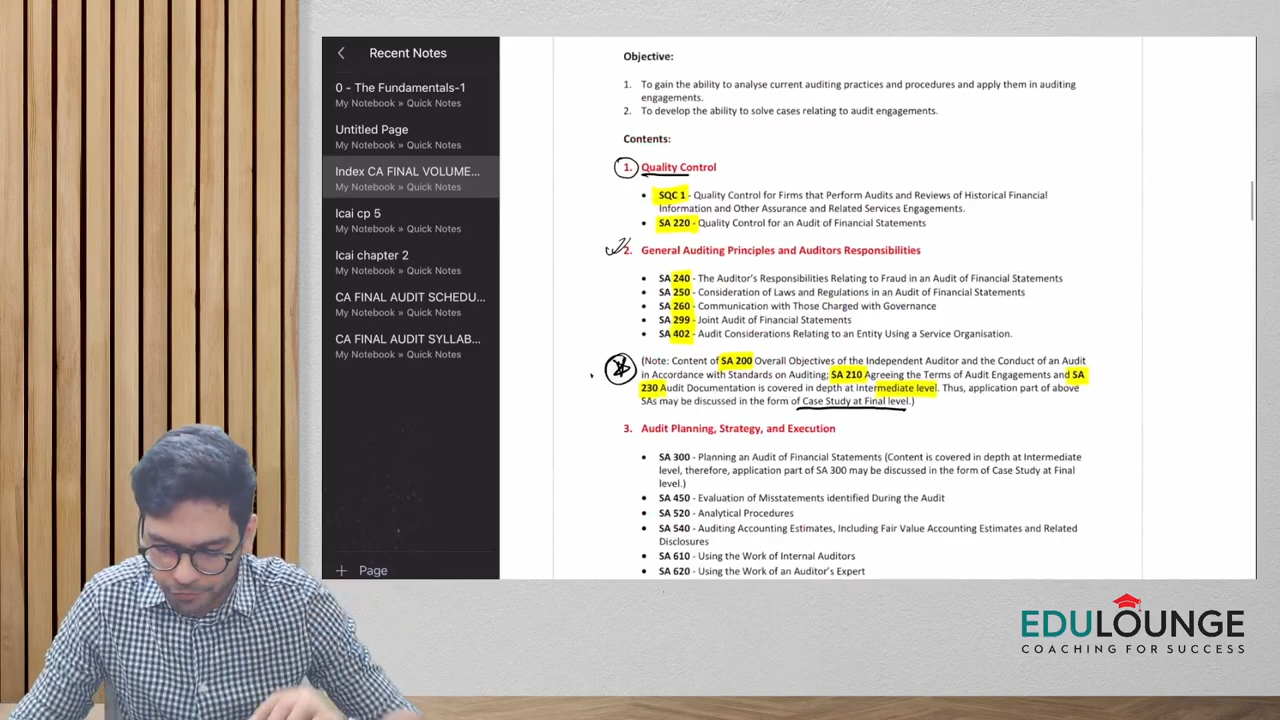 Recent Notes
0 - The Fundamentals-1
My Notebook » Quick Notes
Untitled Page
My Notebook » Quick Notes
Index CA FINAL VOLUME...
My Notebook » Quick Notes
Icai cp 5
My Notebook » Quick Notes
Icai chapter 2
My Notebook » Quick Notes
CA FINAL AUDIT SCHEDU...
My Notebook » Quick Notes
CA FINAL AUDIT SYLLAB...
My Notebook » Quick Notes
+ Page
Objective:
1. To gain the ability to analyse current auditing practices and procedures and apply them in auditing
engagements.
2. To develop the ability to solve cases relating to audit engagements.
Contents:
1. Quality Control
• SQC 1 - Quality Control for Firms that Perform Audits and Reviews of Historical Financial
Information and Other Assurance and Related Services Engagements.
• SA 220 - Quality Control for an Audit of Financial Statements
2. General Auditing Principles and Auditors Responsibilities
• SA 240 - The Auditor's Responsibilities Relating to Fraud in an Audit of Financial Statements
• SA 250 - Consideration of Laws and Regulations in an Audit of Financial Statements
• SA 260 - Communication with Those Charged with Governance
• SA 299 - Joint Audit of Financial Statements
• SA 402 - Audit Considerations Relating to an Entity Using a Service Organisation.
(Note: Content of SA 200 Overall Objectives of the Independent Auditor and the Conduct of an Audit
in Accordance with Standards on Auditing; SA 210 Agreeing the Terms of Audit Engagements and SA
230 Audit Documentation is covered in depth at Intermediate level. Thus, application part of above
SAs may be discussed in the form of Case Study at Final level.)
3. Audit Planning, Strategy, and Execution
• SA 300 - Planning an Audit of Financial Statements (Content is covered in depth at Intermediate
level, therefore, application part of SA 300 may be discussed in the form of Case Study at Final
level.)
• SA 450 - Evaluation of Misstatements identified During the Audit
• SA 520 - Analytical Procedures
• SA 540 - Auditing Accounting Estimates, Including Fair Value Accounting Estimates and Related
Disclosures
• SA 610 - Using the Work of Internal Auditors
• SA 620 - Using the Work of an Auditor's Expert
EDULOUNGE
COACHING FOR SUCCESS